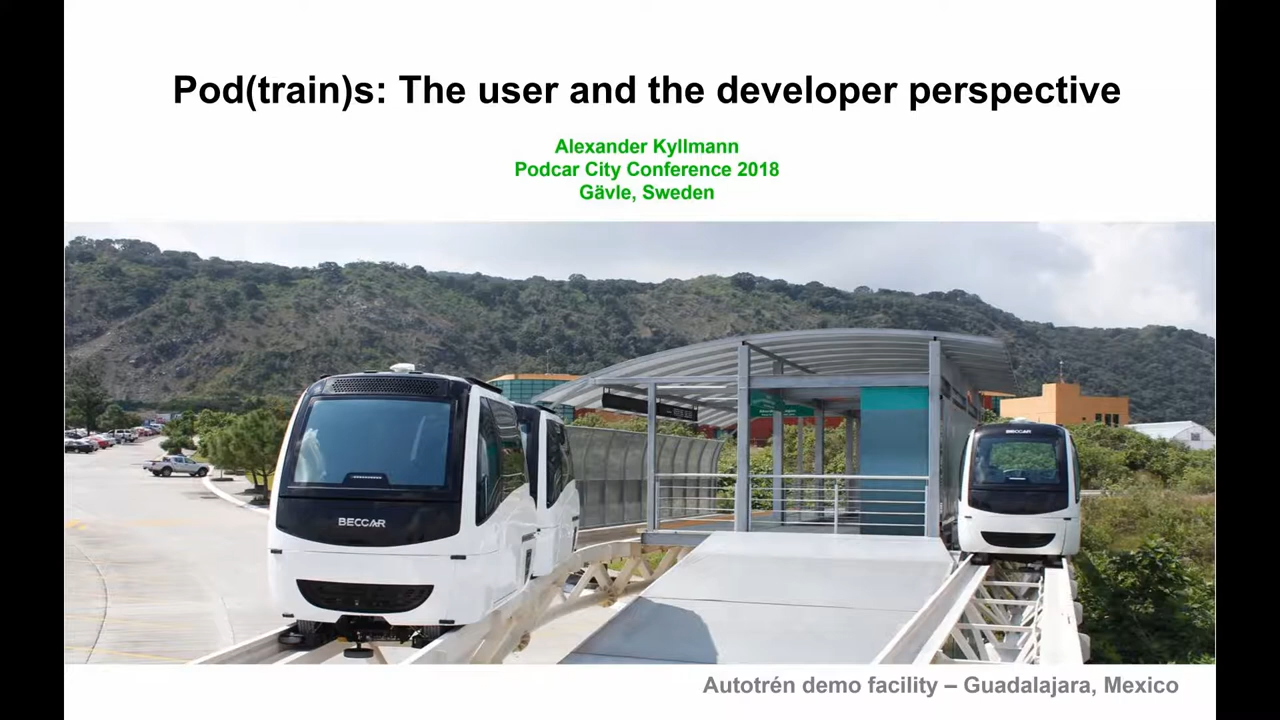 Pod(train)s: The user and the developer perspective
Alexander Kyllmann
Podcar City Conference 2018
Gävle, Sweden
BECCAR
BECCAR
Autotrén demo facility – Guadalajara, Mexico